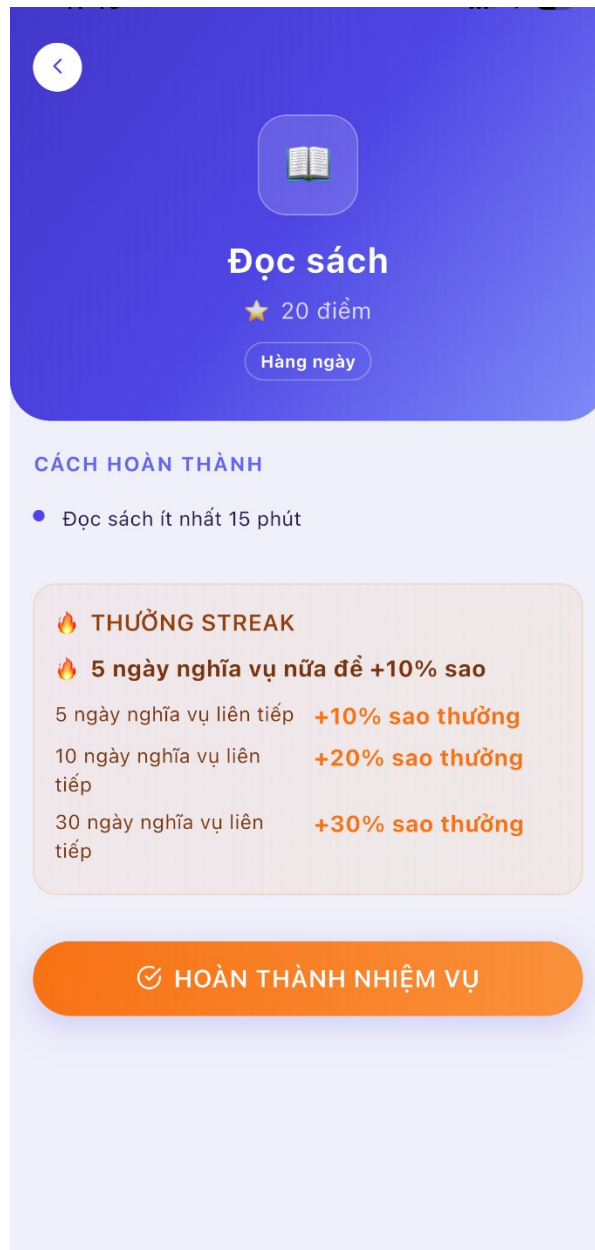 Đọc sách
20 điểm
Hàng ngày
CÁCH HOÀN THÀNH
Đọc sách ít nhất 15 phút
THƯỞNG STREAK
5 ngày nghĩa vụ nữa để +10% sao
5 ngày nghĩa vụ liên tiếp +10% sao thưởng
10 ngày nghĩa vụ liên +20% sao thưởng
tiếp
30 ngày nghĩa vụ liên +30% sao thưởng
tiếp
HOÀN THÀNH NHIỆM VỤ